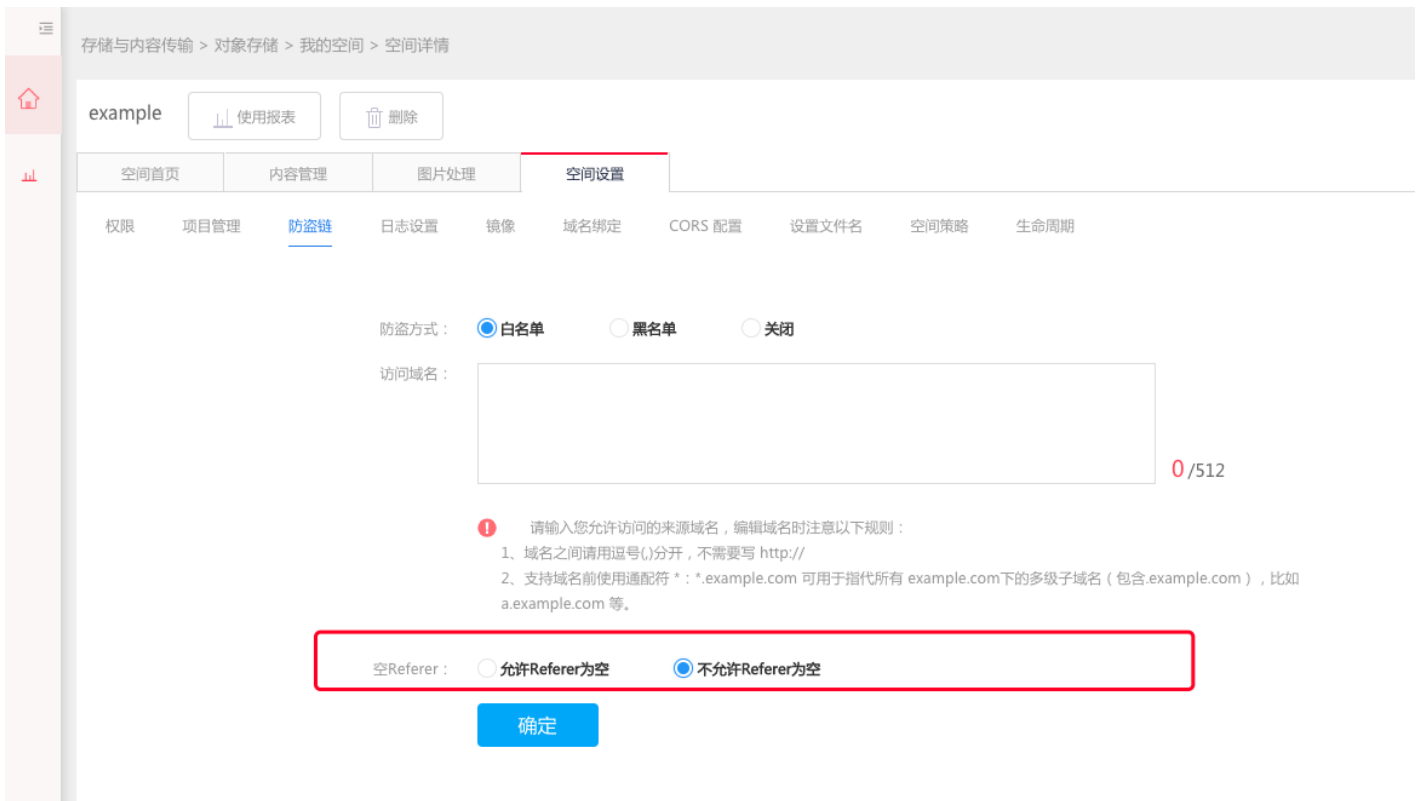 存储与内容传输 > 对象存储 > 我的空间 > 空间详情
example 使用报表 删除
空间首页 内容管理 图片处理 空间设置
权限 项目管理 防盗链 日志设置 镜像 域名绑定 CORS 配置 设置文件名 空间策略 生命周期
防盗方式： 白名单 黑名单 关闭
访问域名：
0 /512
请输入您允许访问的来源域名，编辑域名时注意以下规则：
1、域名之间请用逗号(,)分开，不需要写 http://
2、支持域名前使用通配符 *：*.example.com 可用于指代所有 example.com下的多级子域名（包含.example.com），比如
a.example.com 等。
空Referer： 允许Referer为空 不允许Referer为空
确定